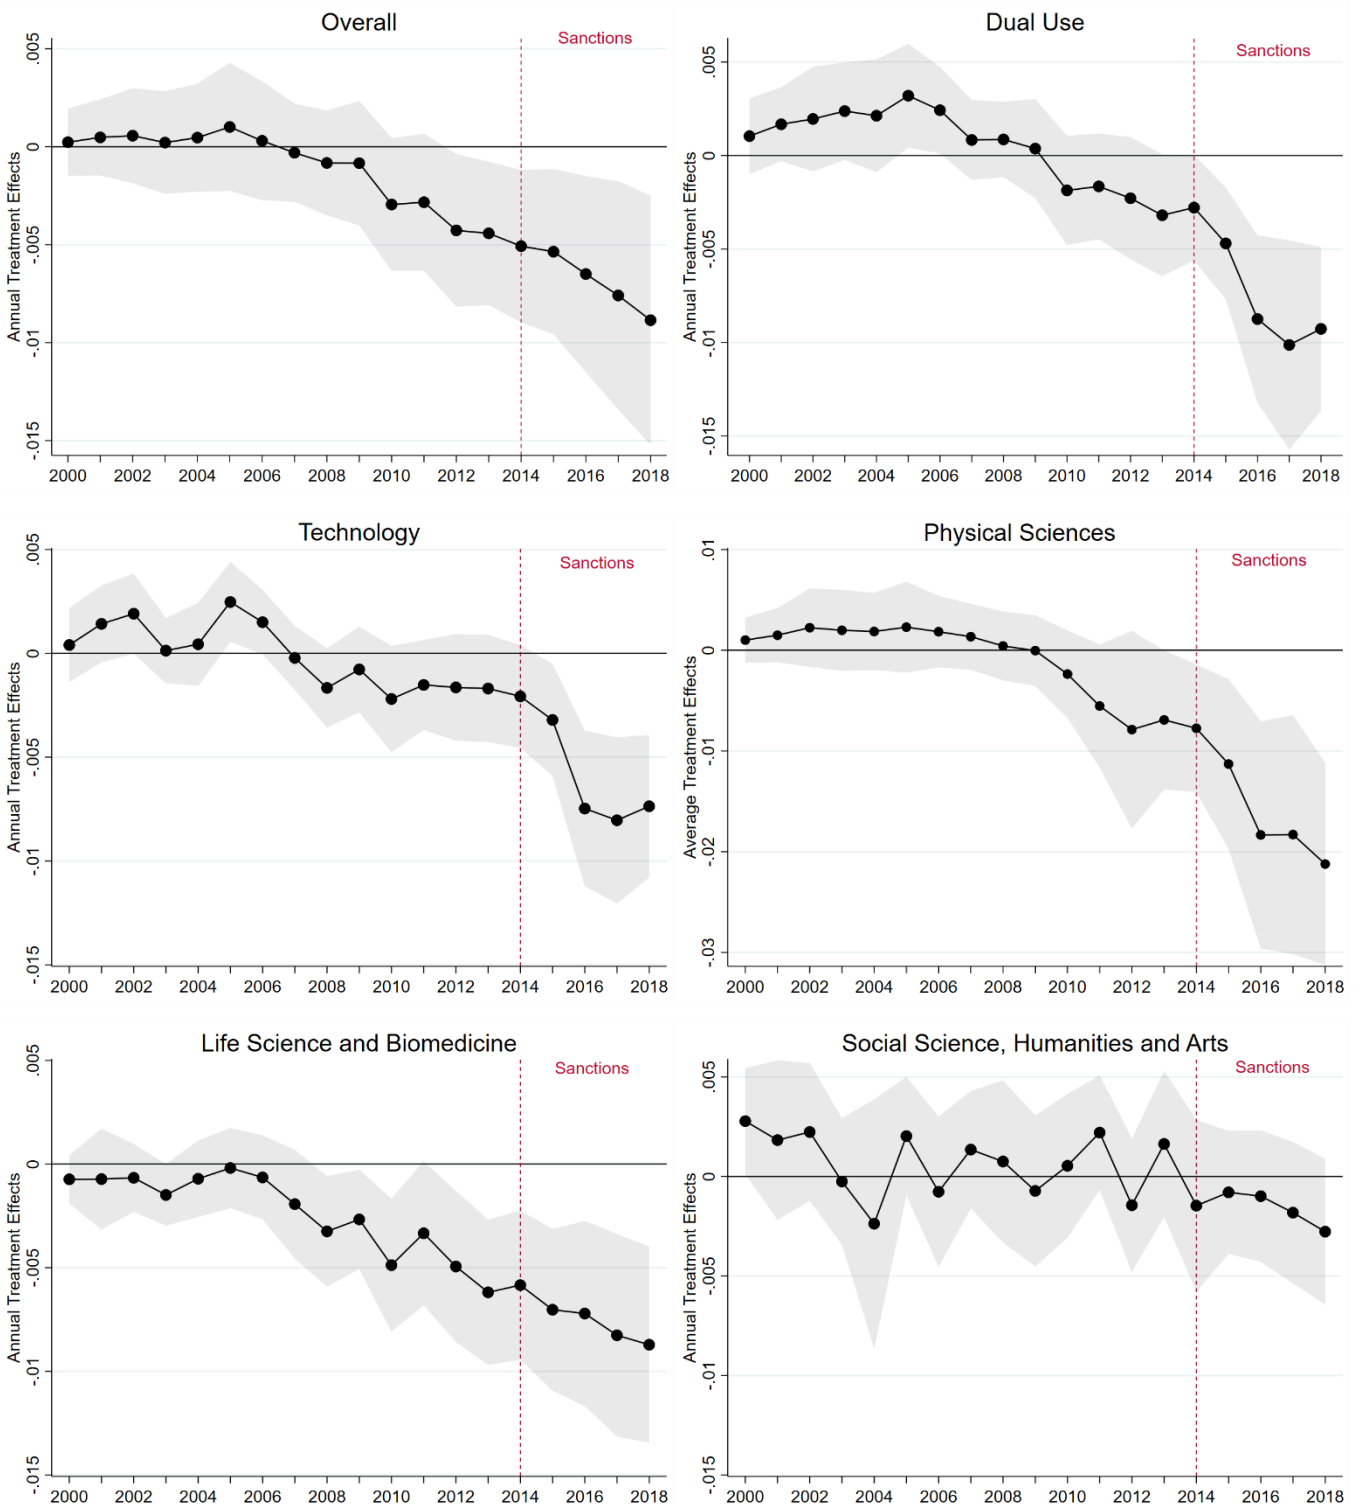 Overall
Sanctions
Annual Treatment Effects
.005
0
-.005
-.01
-.015
2000 2002 2004 2006 2008 2010 2012 2014 2016 2018
Dual Use
Sanctions
Annual Treatment Effects
.005
0
-.005
-.01
-.015
2000 2002 2004 2006 2008 2010 2012 2014 2016 2018
Technology
Sanctions
Annual Treatment Effects
.005
0
-.005
-.01
-.015
2000 2002 2004 2006 2008 2010 2012 2014 2016 2018
Physical Sciences
Sanctions
Average Treatment Effects
.01
0
-.01
-.02
-.03
2000 2002 2004 2006 2008 2010 2012 2014 2016 2018
Life Science and Biomedicine
Sanctions
Annual Treatment Effects
.005
0
-.005
-.01
-.015
2000 2002 2004 2006 2008 2010 2012 2014 2016 2018
Social Science, Humanities and Arts
Sanctions
Annual Treatment Effects
.005
0
-.005
-.01
-.015
2000 2002 2004 2006 2008 2010 2012 2014 2016 2018